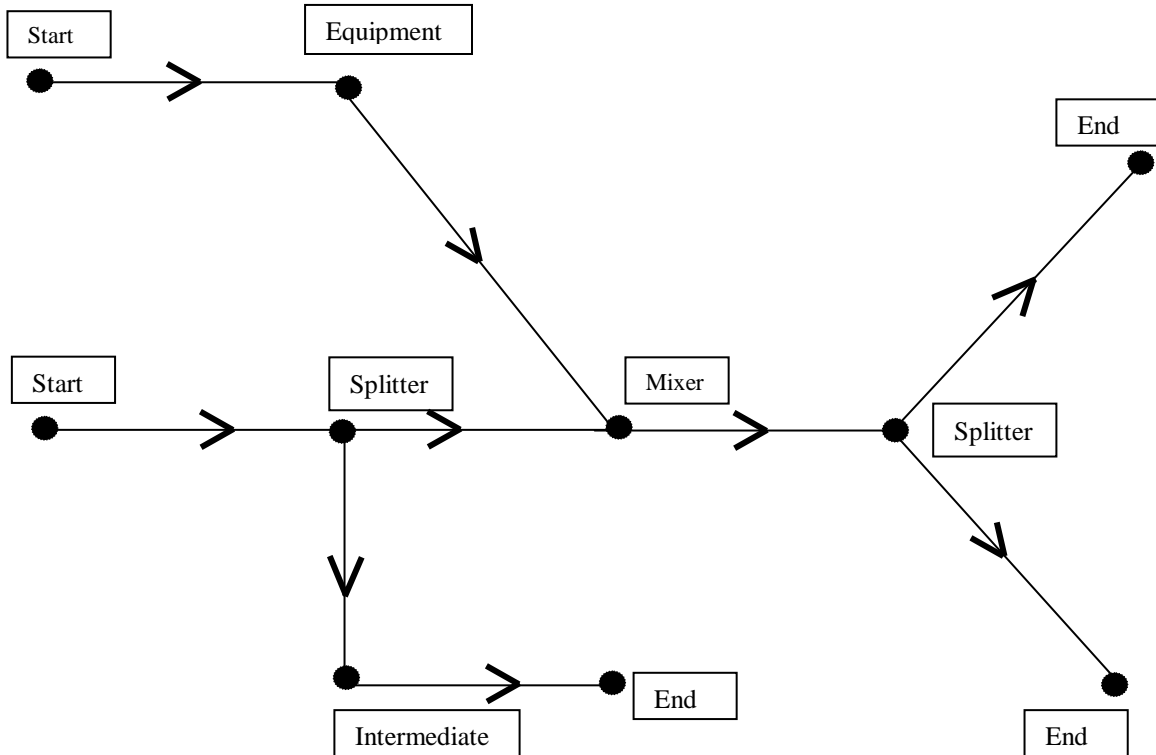 Start
Equipment
End
Start
Splitter
Mixer
Splitter
End
Intermediate
End